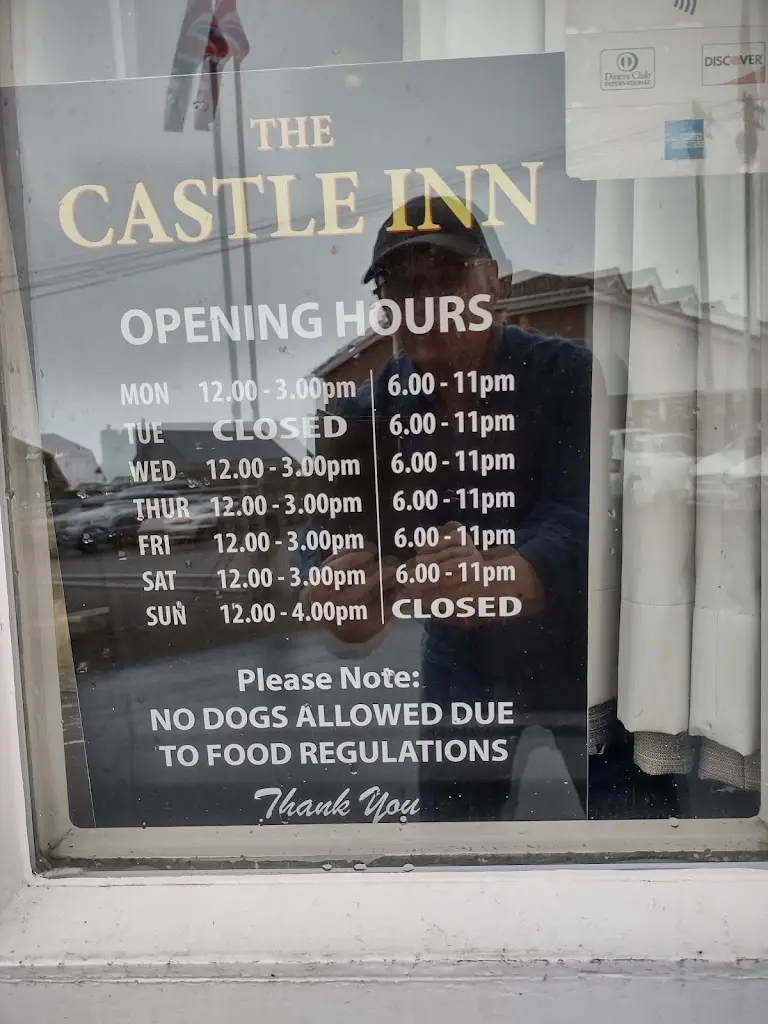 Diners Club
INTERNATIONAL
DISCOVER
THE
CASTLE INN
OPENING HOURS
MON 12.00 - 3.00pm 6.00 - 11pm
TUE CLOSED 6.00 - 11pm
WED 12.00 - 3.00pm 6.00 - 11pm
THUR 12.00 - 3.00pm 6.00 - 11pm
FRI 12.00 - 3.00pm 6.00 - 11pm
SAT 12.00 - 3.00pm 6.00 - 11pm
SUN 12.00 - 4.00pm CLOSED
Please Note:
NO DOGS ALLOWED DUE
TO FOOD REGULATIONS
Thank You